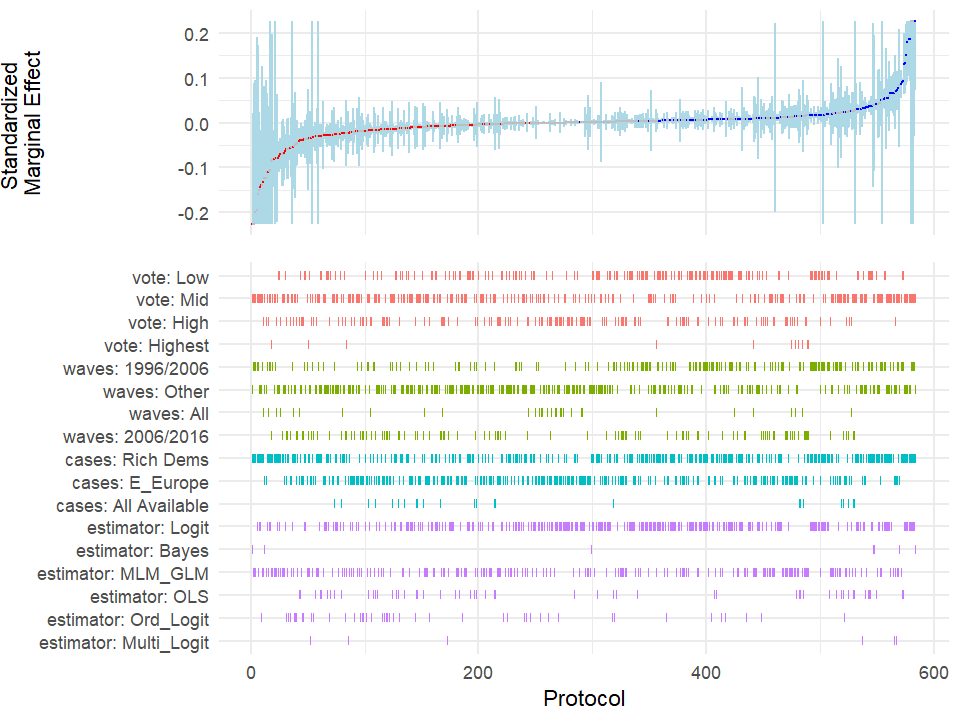 Standardized
Marginal Effect
0.2
0.1
0.0
-0.1
-0.2
vote: Low
vote: Mid
vote: High
vote: Highest
waves: 1996/2006
waves: Other
waves: All
waves: 2006/2016
cases: Rich Dems
cases: E_Europe
cases: All Available
estimator: Logit
estimator: Bayes
estimator: MLM_GLM
estimator: OLS
estimator: Ord_Logit
estimator: Multi_Logit
0 200 400 600
Protocol